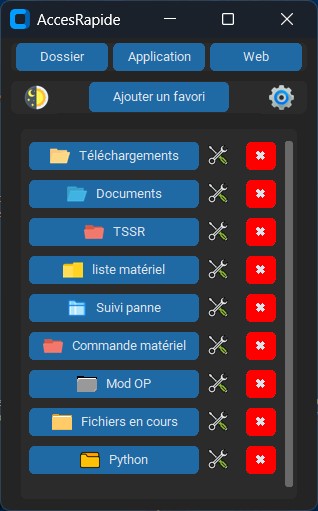 AccesRapide
Dossier Application Web
Ajouter un favori
Téléchargements
Documents
TSSR
liste matériel
Suivi panne
Commande matériel
Mod OP
Fichiers en cours
Python